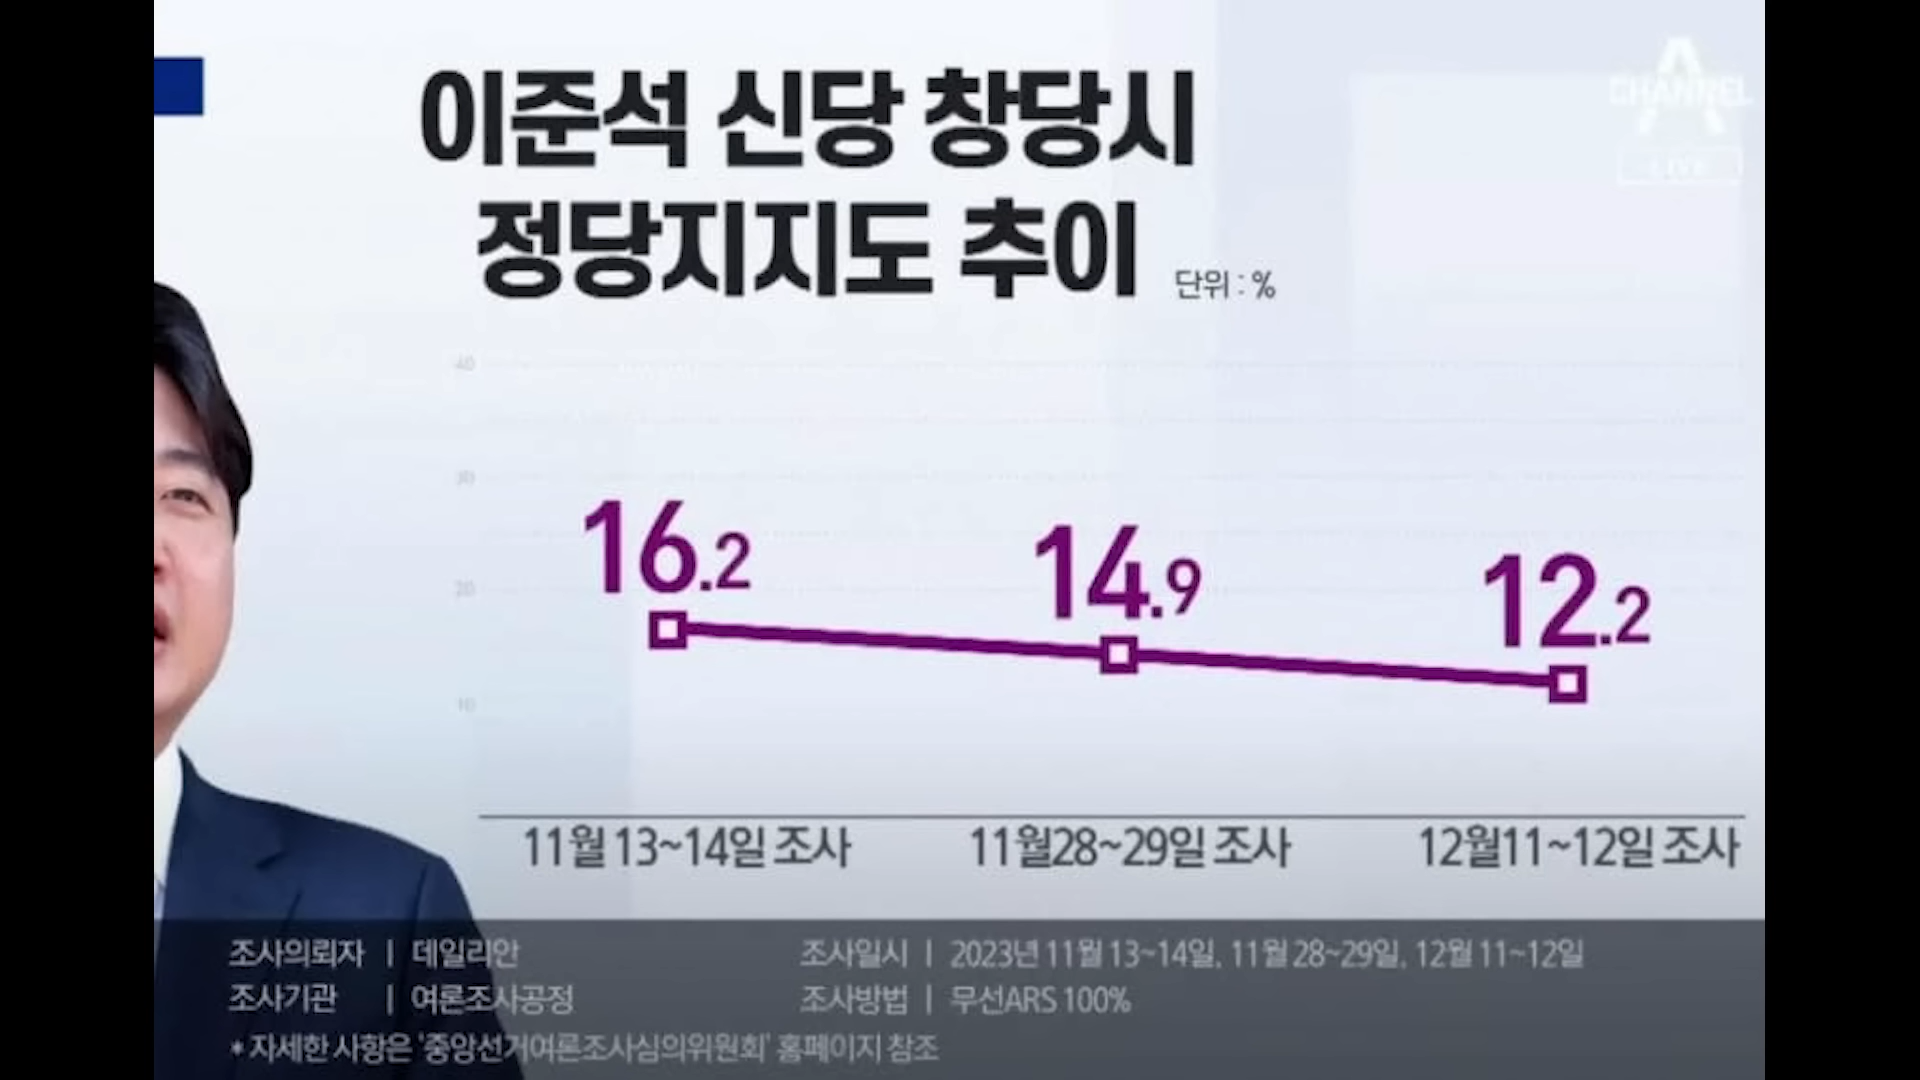 CHANNEL A
LIVE
이준석 신당 창당시
정당지지도 추이 단위 : %
40
30
20
10
16.2
14.9
12.2
11월 13~14일 조사
11월28~29일 조사
12월11~12일 조사
조사의뢰자 | 데일리안
조사일시 | 2023년 11월 13~14일, 11월 28~29일, 12월 11~12일
조사기관 | 여론조사공정
조사방법 | 무선ARS 100%
* 자세한 사항은 '중앙선거여론조사심의위원회' 홈페이지 참조